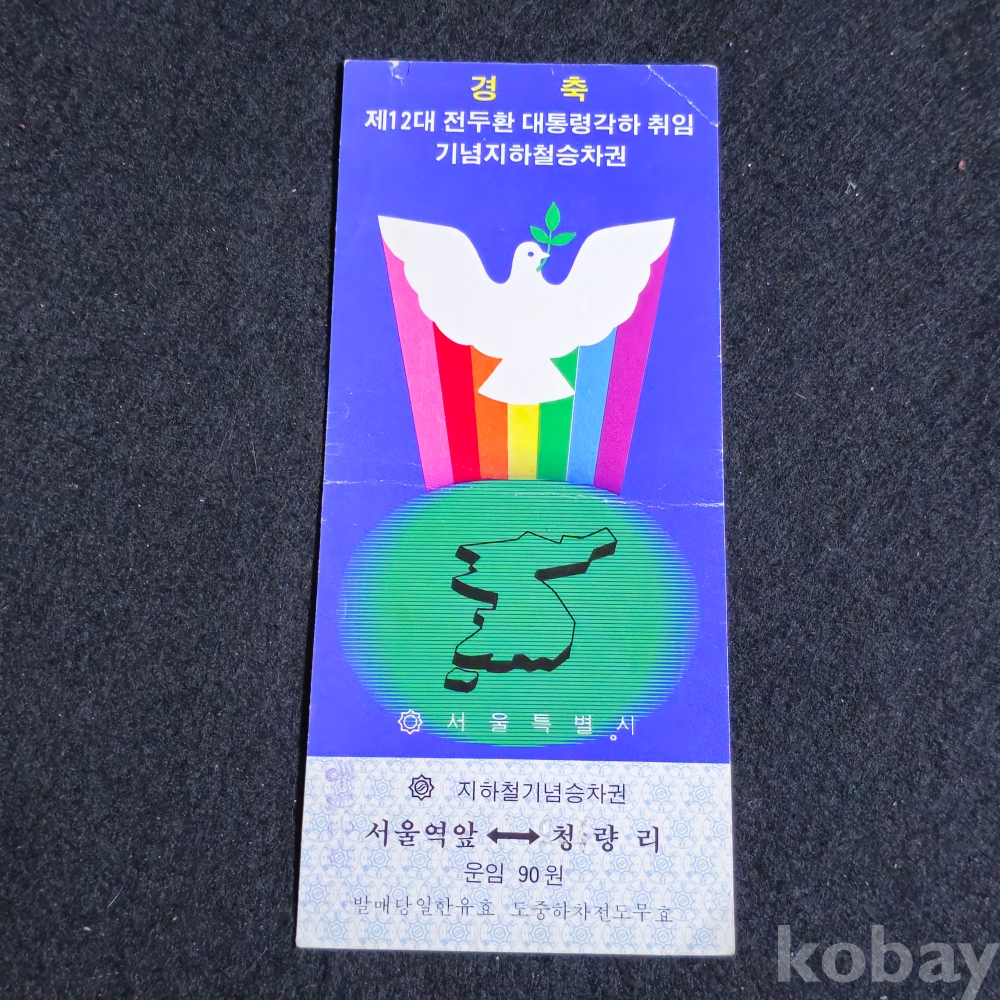 경 축
제12대 전두환 대통령각하 취임
기념지하철승차권
서울특별시
지하철기념승차권
서울역앞 ↔ 청량리
운임 90원
발매당일한유효 도중하차전도무효
kobay